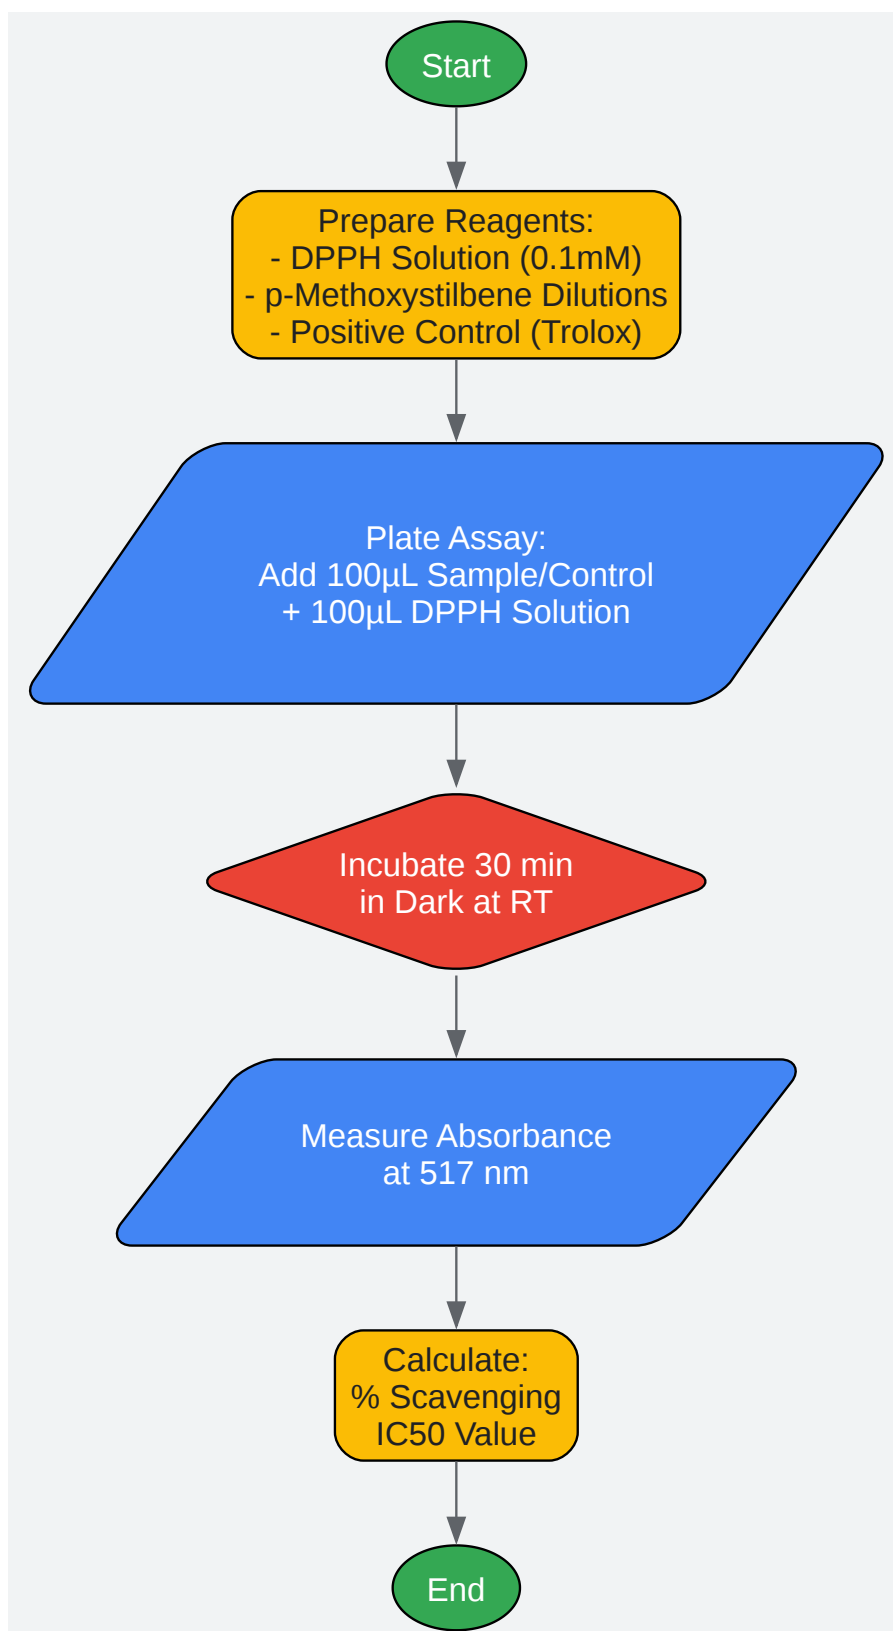 Start
Prepare Reagents:
- DPPH Solution (0.1mM)
- p-Methoxystilbene Dilutions
- Positive Control (Trolox)
Plate Assay:
Add 100µL Sample/Control
+ 100µL DPPH Solution
Incubate 30 min
in Dark at RT
Measure Absorbance
at 517 nm
Calculate:
% Scavenging
IC50 Value
End